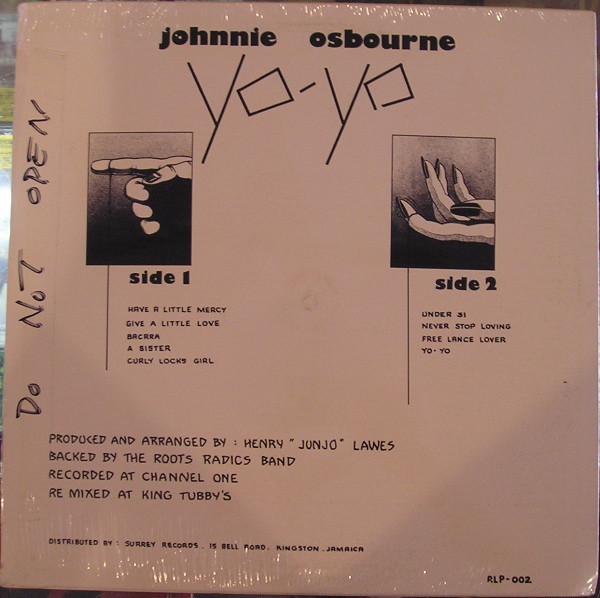 johnnie osbourne
yo-yo
Do NOT OPEN
side 1
HAVE A LITTLE MERCY
GIVE A LITTLE LOVE
BACRRA
A SISTER
CURLY LOCKS GIRL
side 2
UNDER 31
NEVER STOP LOVING
FREE LANCE LOVER
YO-YO
PRODUCED AND ARRANGED BY : HENRY "JUNJO" LAWES
BACKED BY THE ROOTS RADICS BAND
RECORDED AT CHANNEL ONE
RE MIXED AT KING TUBBY'S
DISTRIBUTED BY : SURREY RECORDS . 15 BELL ROAD. KINGSTON . JAMAICA
RLP-002